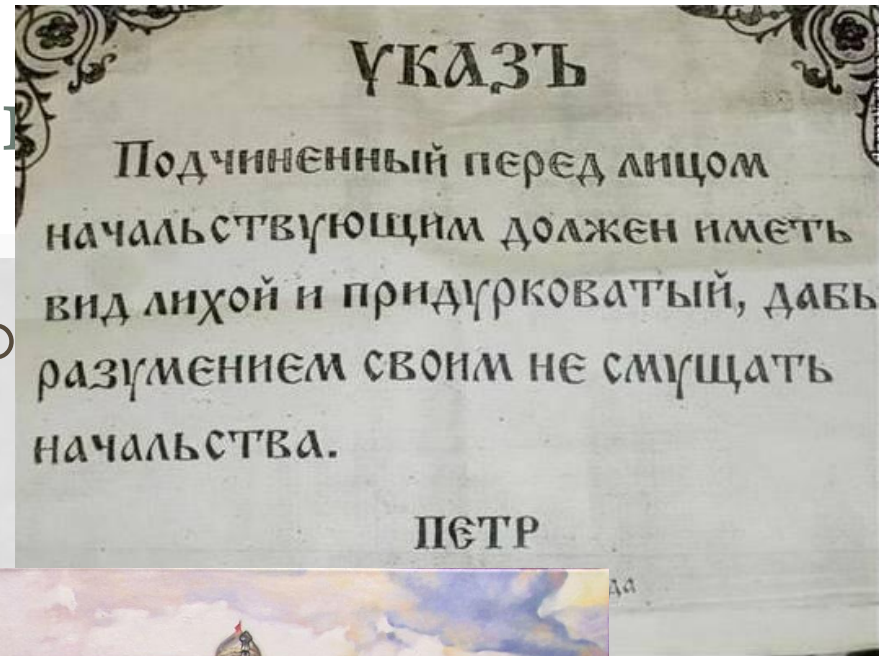 УКАЗЪ
Подчиненный перед лицом
начальствующим должен иметь
вид лихой и придурковатый, дабы
разумением своим не смущать
начальства.
ПЕТР